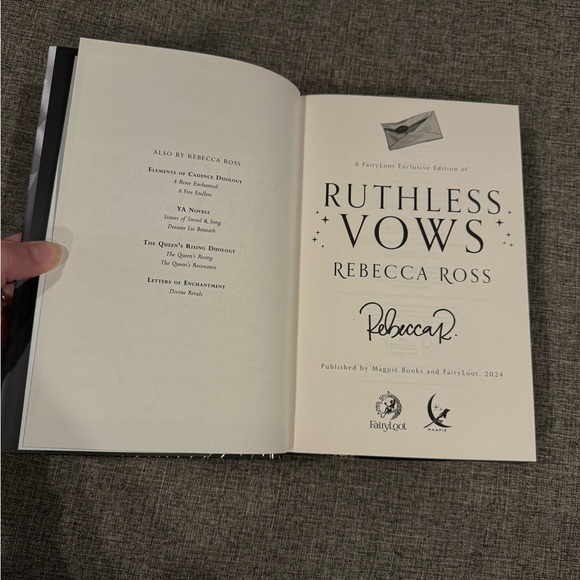 ALSO BY REBECCA ROSS
ELEMENTS OF CADENCE DUOLOGY
A River Enchanted
A Fire Endless
YA NOVELS
Sisters of Sword & Song
Dreams Lie Beneath
THE QUEEN'S RISING DUOLOGY
The Queen's Rising
The Queen's Resistance
LETTERS OF ENCHANTMENT
Divine Rivals
A FairyLoot Exclusive Edition of
RUTHLESS
VOWS
REBECCA ROSS
RebeccaR.
Published by Magpie Books and FairyLoot, 2024
FairyLoot
MAGPIE